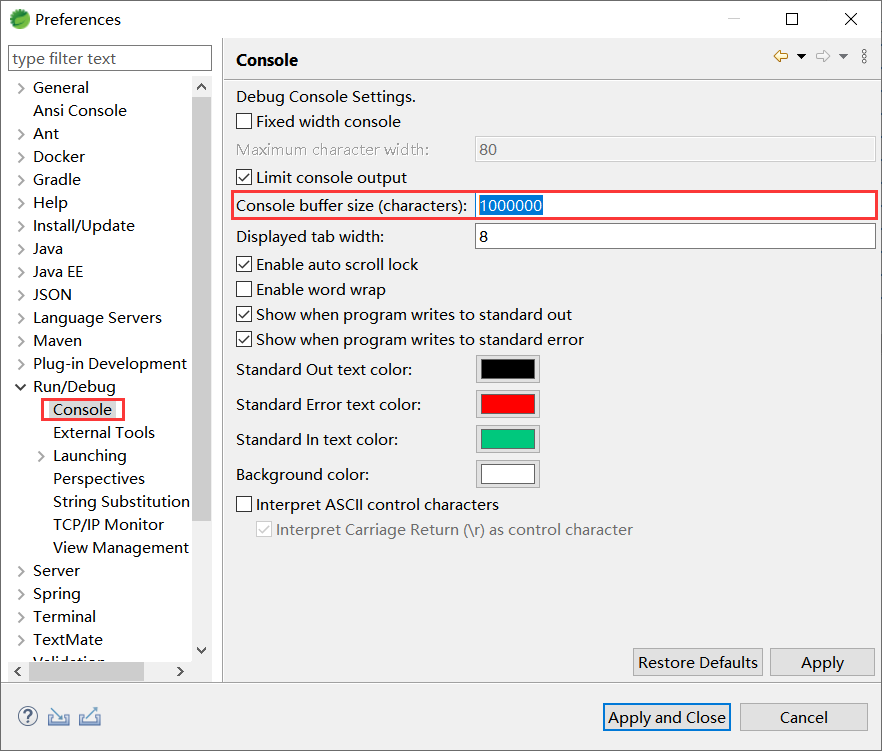 Preferences
type filter text
General
Ansi Console
Ant
Docker
Gradle
Help
Install/Update
Java
Java EE
JSON
Language Servers
Maven
Plug-in Development
Run/Debug
Console
External Tools
Launching
Perspectives
String Substitution
TCP/IP Monitor
View Management
Server
Spring
Terminal
TextMate
Validation
Console
Debug Console Settings.
Fixed width console
Maximum character width: 80
Limit console output
Console buffer size (characters): 1000000
Displayed tab width: 8
Enable auto scroll lock
Enable word wrap
Show when program writes to standard out
Show when program writes to standard error
Standard Out text color:
Standard Error text color:
Standard In text color:
Background color:
Interpret ASCII control characters
Interpret Carriage Return (\r) as control character
Restore Defaults Apply
? Apply and Close Cancel